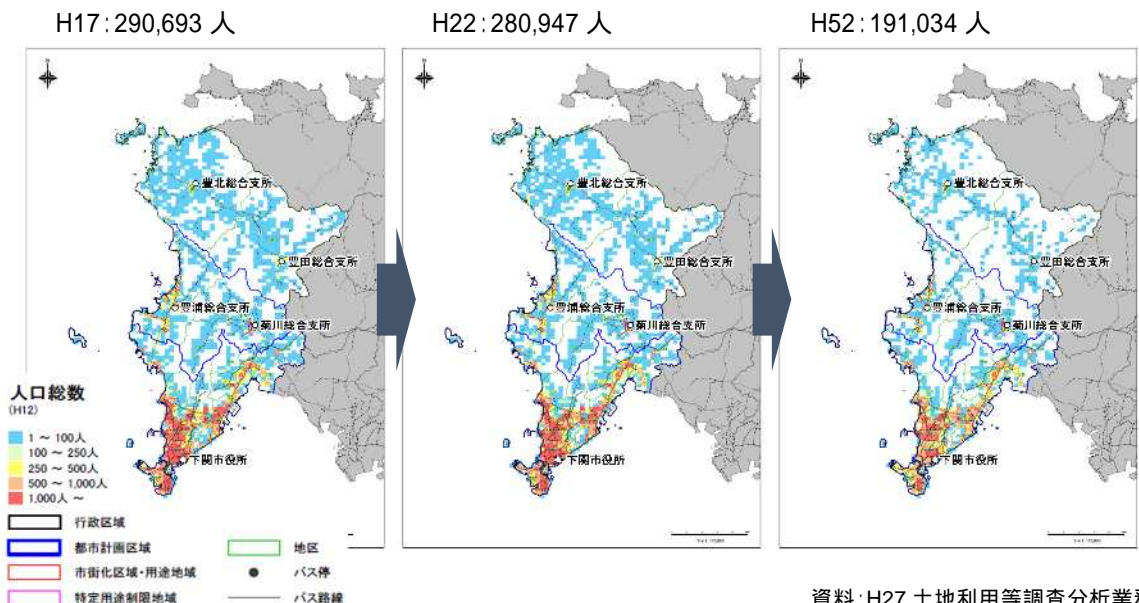 H17:290,693 人
H22:280,947 人
H52:191,034 人
豊北総合支所
豊田総合支所
豊浦総合支所
菊川総合支所
下関市役所
豊北総合支所
豊田総合支所
豊浦総合支所
菊川総合支所
下関市役所
豊北総合支所
豊田総合支所
豊浦総合支所
菊川総合支所
下関市役所
人口総数
(H12)
1 ～ 100人
100 ～ 250人
250 ～ 500人
500 ～ 1,000人
1,000人 ～
行政区域
都市計画区域
地区
市街化区域・用途地域
バス停
特定用途制限地域
バス路線
資料:H27 土地利用等調査分析業